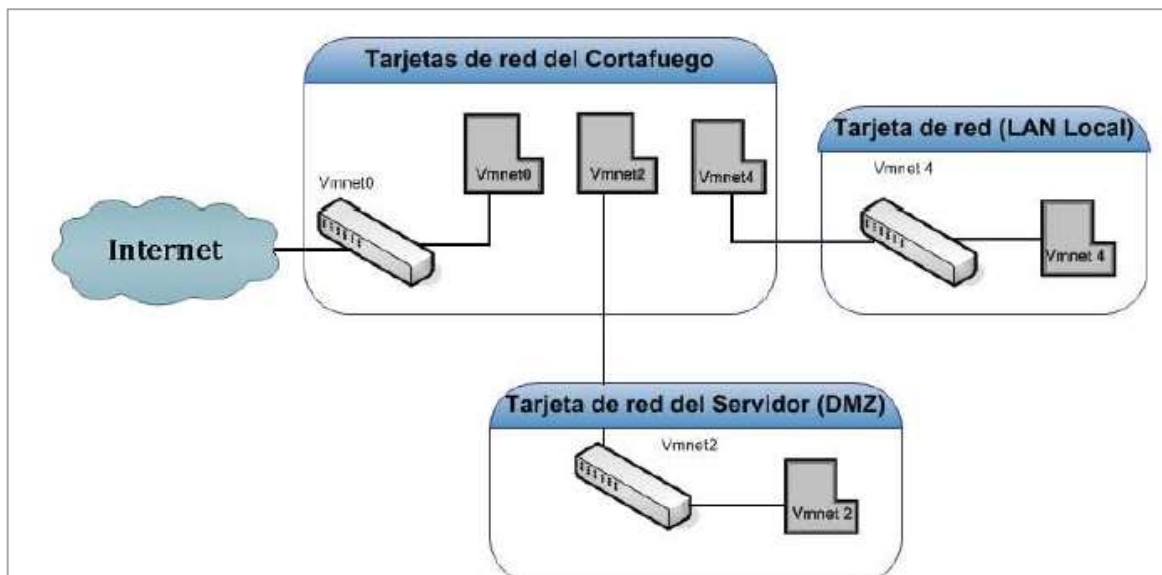 Tarjetas de red del Cortafuego
Vmnet0
Vmnet0
Vmnet2
Vmnet4
Internet
Tarjeta de red (LAN Local)
Vmnet 4
Vmnet 4
Tarjeta de red del Servidor (DMZ)
Vmnet2
Vmnet 2